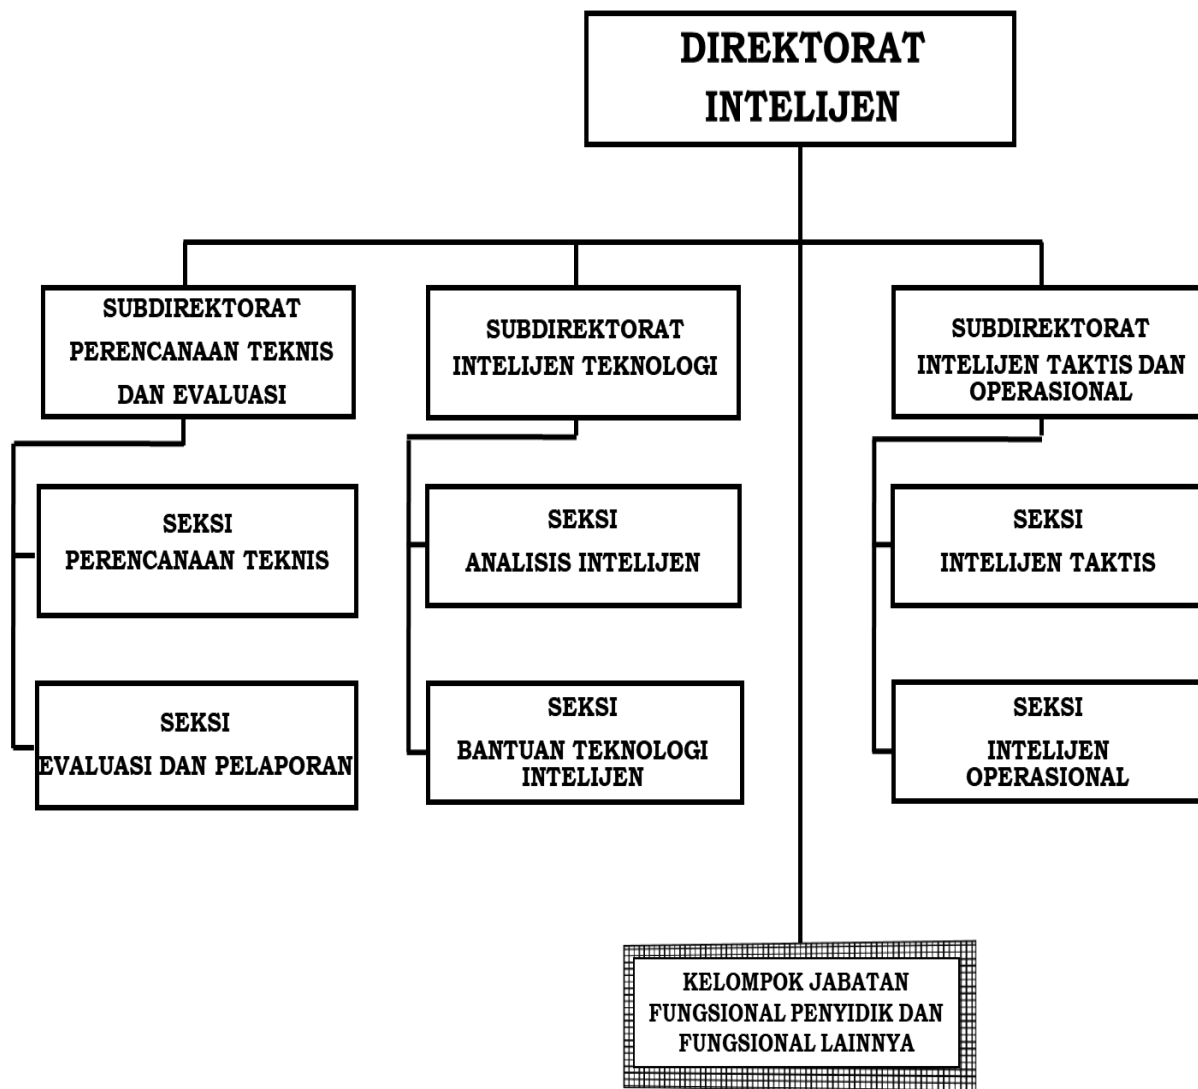 DIREKTORAT
INTELIJEN
SUBDIREKTORAT
PERENCANAAN TEKNIS
DAN EVALUASI
SUBDIREKTORAT
INTELIJEN TEKNOLOGI
SUBDIREKTORAT
INTELIJEN TAKTIS DAN
OPERASIONAL
SEKSI
PERENCANAAN TEKNIS
SEKSI
ANALISIS INTELIJEN
SEKSI
INTELIJEN TAKTIS
SEKSI
EVALUASI DAN PELAPORAN
SEKSI
BANTUAN TEKNOLOGI
INTELIJEN
SEKSI
INTELIJEN
OPERASIONAL
KELOMPOK JABATAN
FUNGSIONAL PENYIDIK DAN
FUNGSIONAL LAINNYA